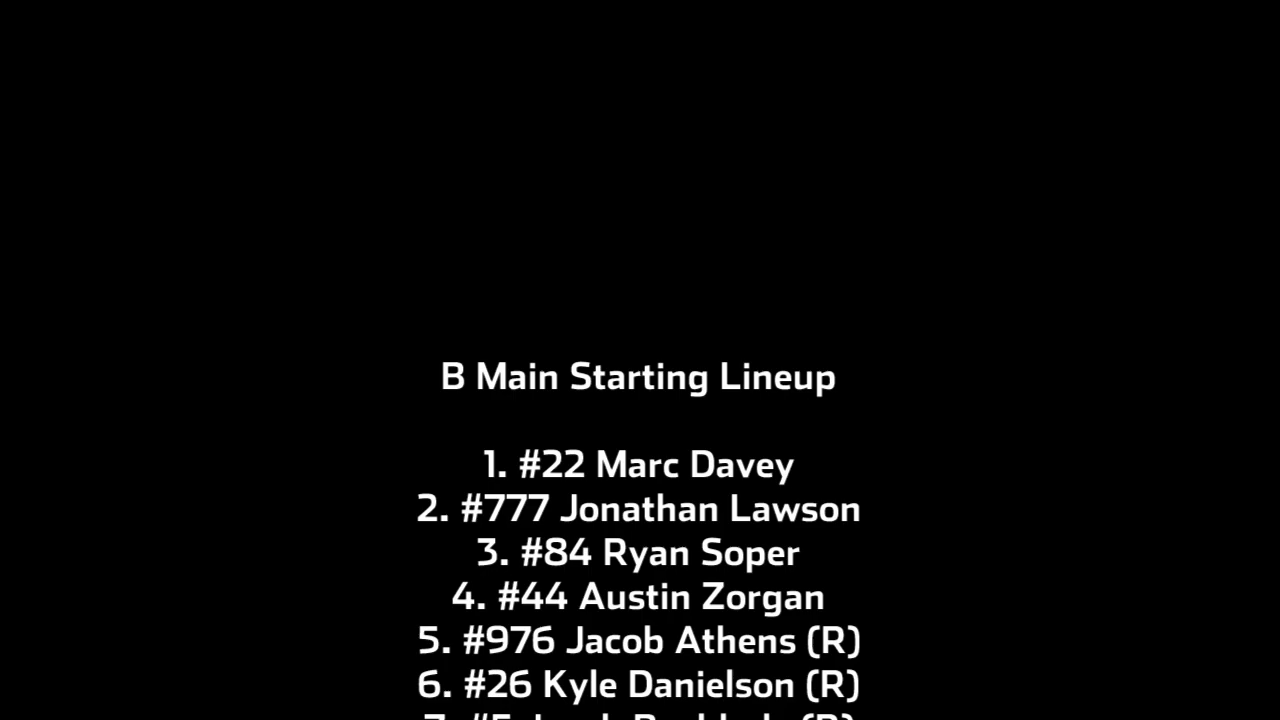 B Main Starting Lineup
1. #22 Marc Davey
2. #777 Jonathan Lawson
3. #84 Ryan Soper
4. #44 Austin Zorgan
5. #976 Jacob Athens (R)
6. #26 Kyle Danielson (R)